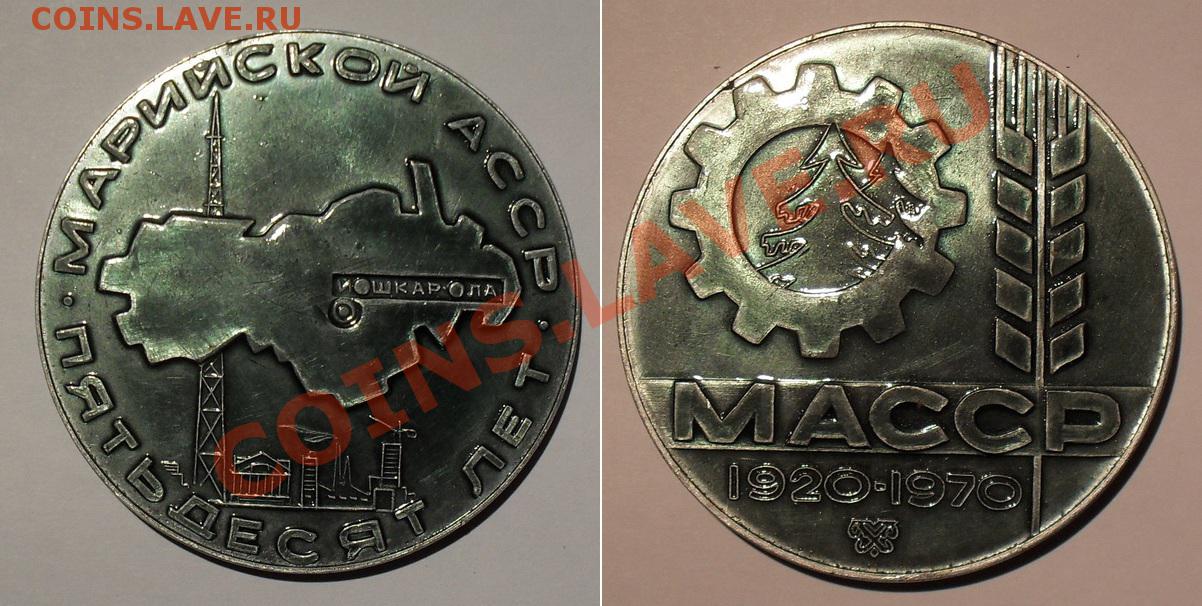 COINS.LAVE.RU
МАРИЙСКОЙ АССР
ПЯТЬДЕСЯТ ЛЕТ
ЙОШКАР-ОЛА
COINS.LAVE.RU
МАССР
1920-1970